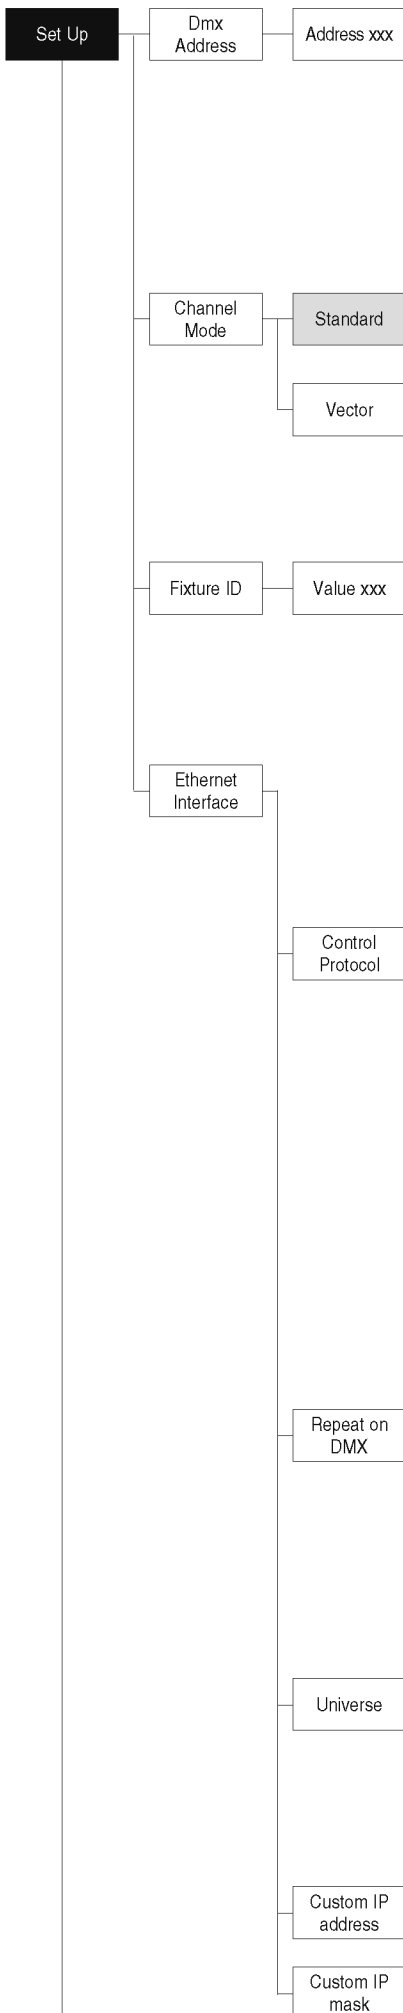 Set Up
Dmx
Address
Address xxx
Channel
Mode
Standard
Vector
Fixture ID
Value xxx
Ethernet
Interface
Control
Protocol
Repeat on
DMX
Universe
Custom IP
address
Custom IP
mask